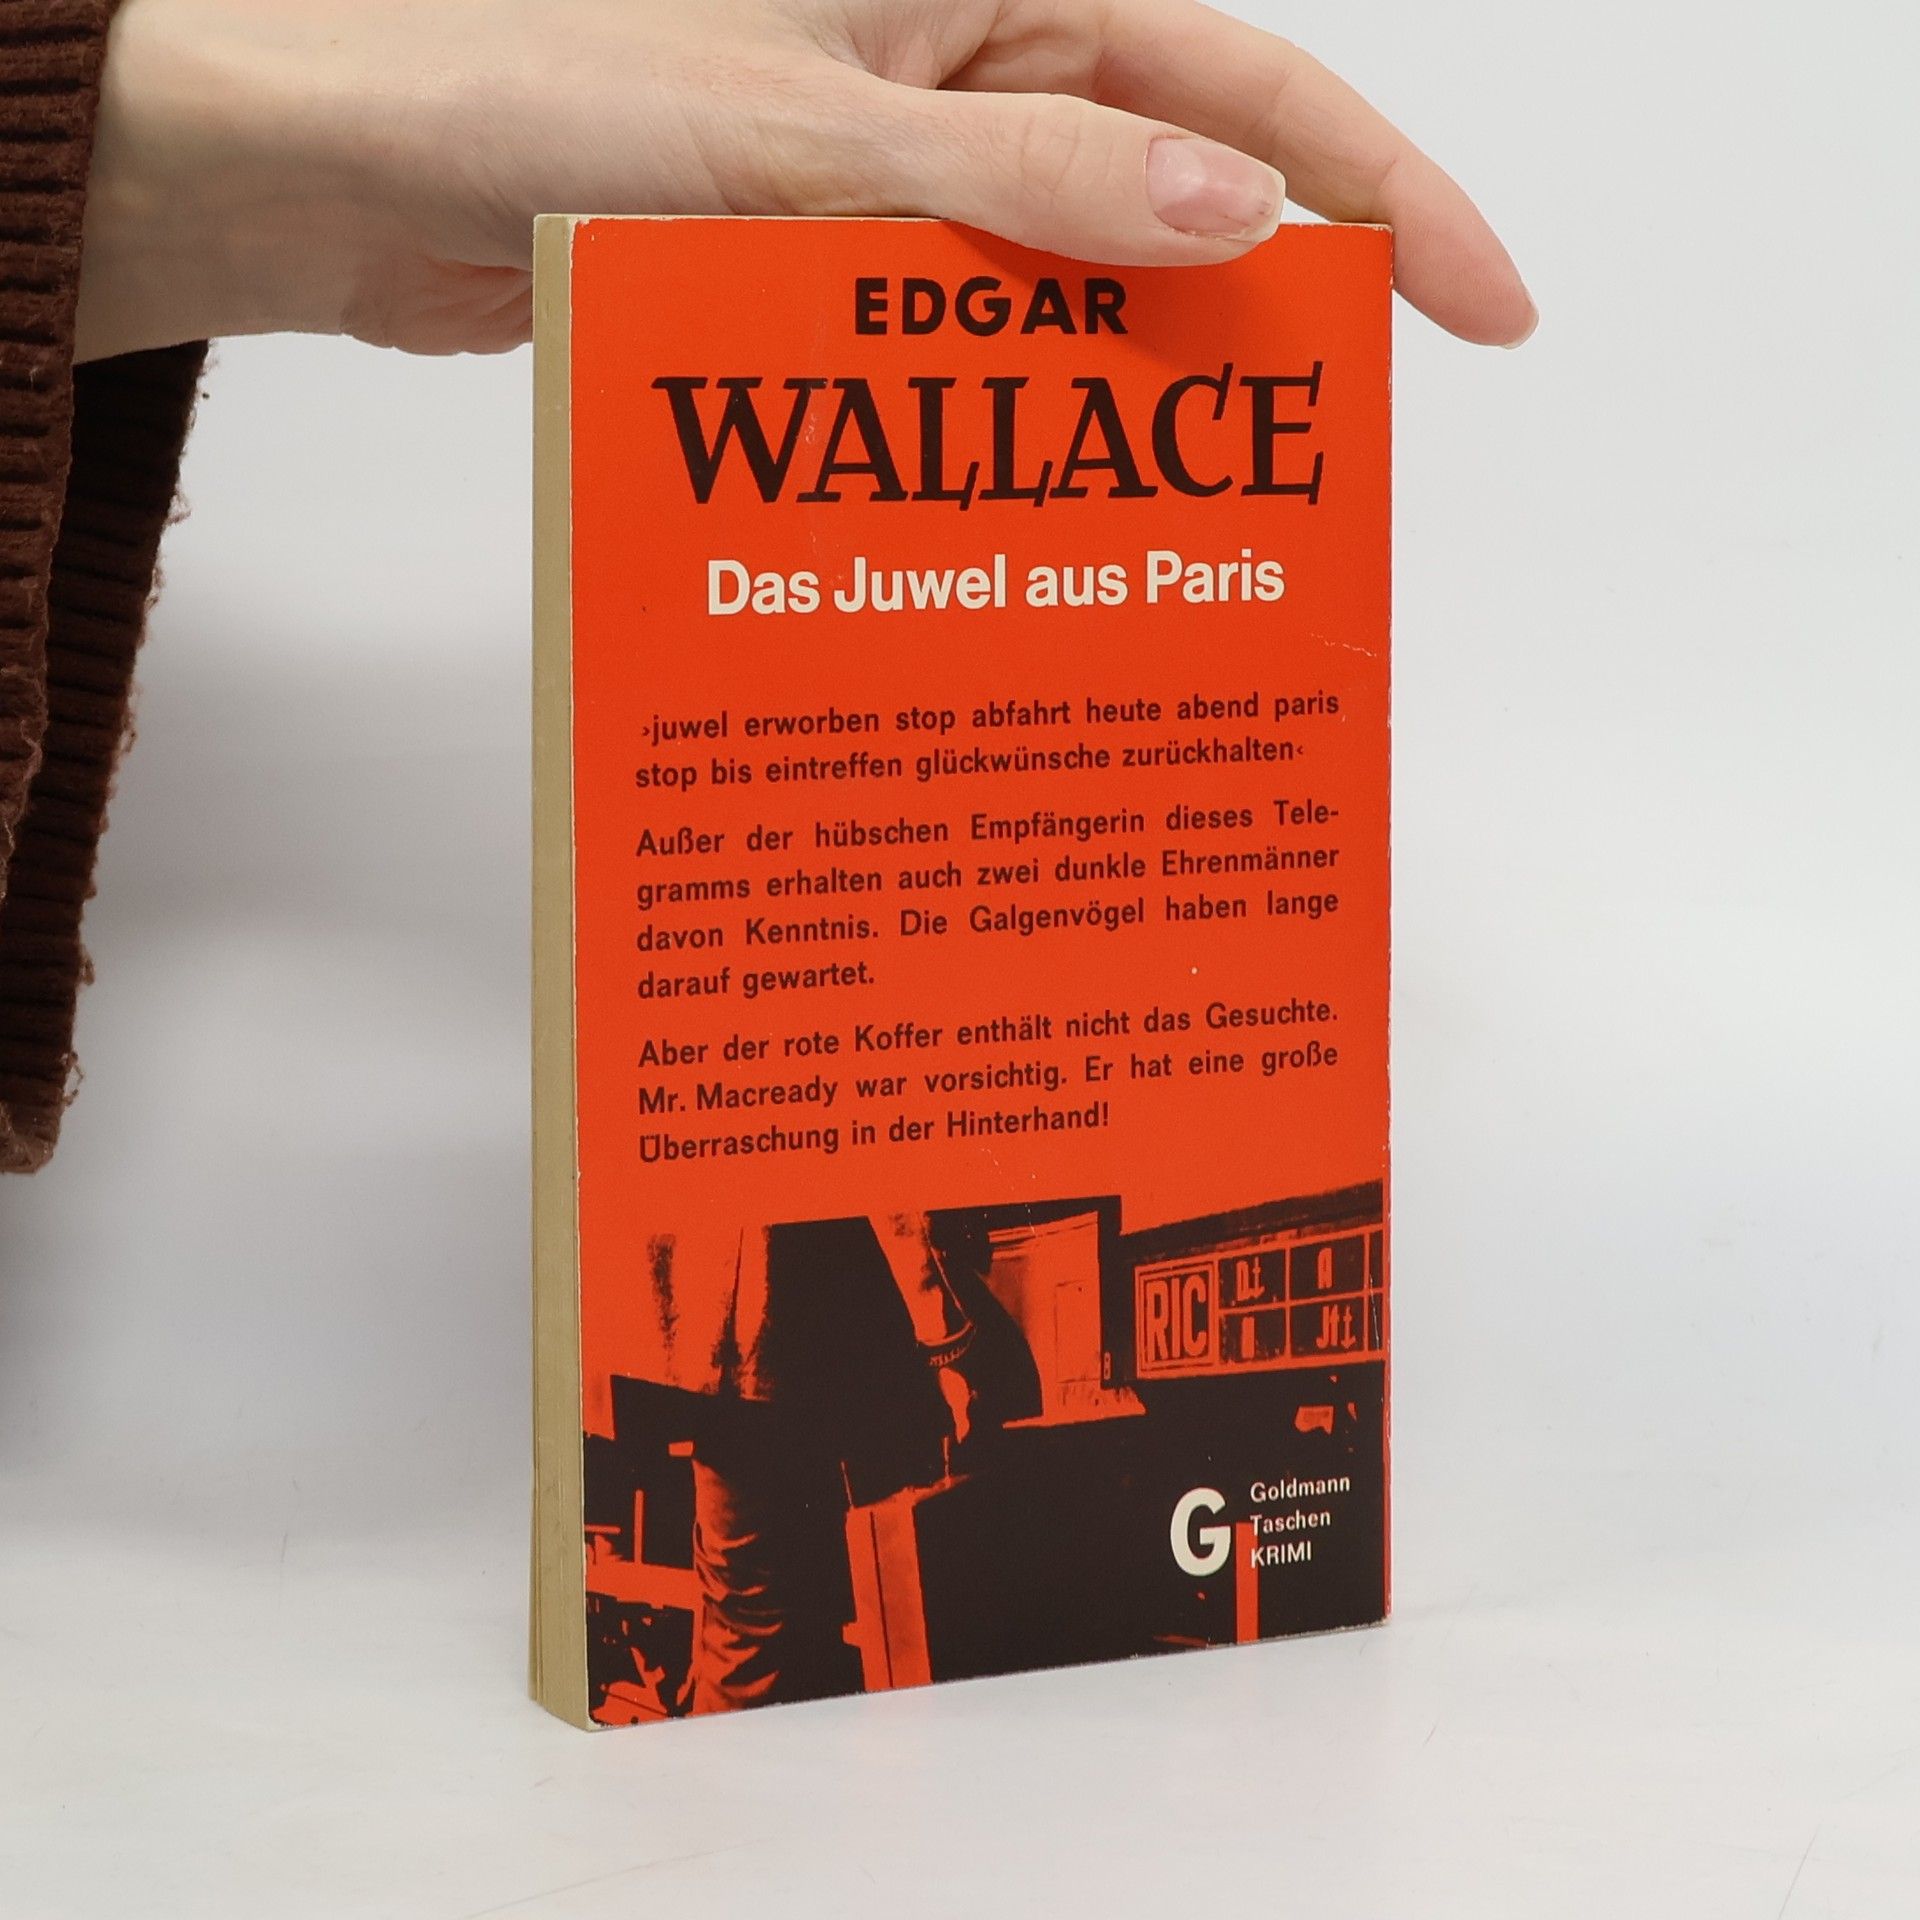 EDGAR
WALLACE
Das Juwel aus Paris
›juwel erworben stop abfahrt heute abend paris
stop bis eintreffen glückwünsche zurückhalten‹
Außer der hübschen Empfängerin dieses Tele-
gramms erhalten auch zwei dunkle Ehrenmänner
davon Kenntnis. Die Galgenvögel haben lange
darauf gewartet.
Aber der rote Koffer enthält nicht das Gesuchte.
Mr. Macready war vorsichtig. Er hat eine große
Überraschung in der Hinterhand!
RIC
G
Goldmann
Taschen
KRIMI